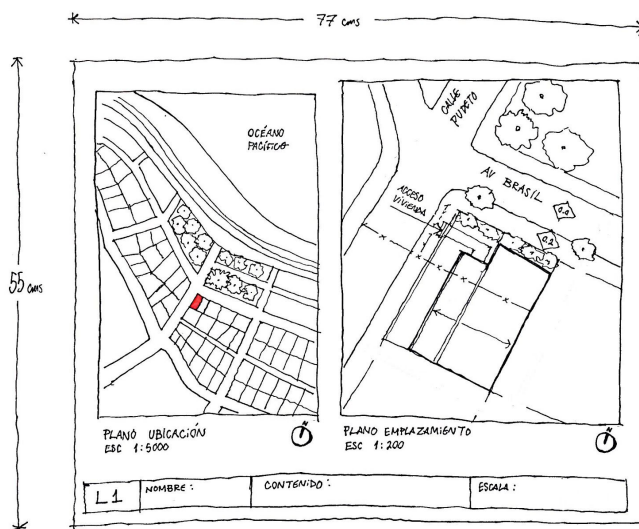 77 cms
55 cms
OCÉANO
PACÍFICO
PLANO UBICACIÓN
ESC 1:5000
CALLE
PUDETO
AV BRASIL
ACCESO
VIVIENDA
PLANO EMPLAZAMIENTO
ESC 1:200
L1
NOMBRE:
CONTENIDO:
ESCALA: